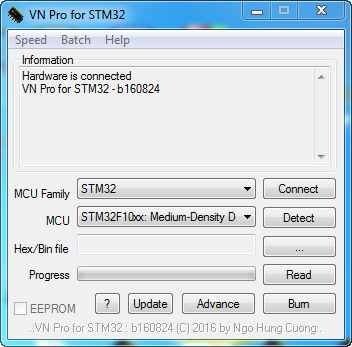 VN Pro for STM32
Speed Batch Help
Information
Hardware is connected
VN Pro for STM32 - b160824
MCU Family STM32 Connect
MCU STM32F10xx: Medium-Density D Detect
Hex/Bin file ...
Progress Read
EEPROM ? Update Advance Burn
.:VN Pro for STM32 : b160824 (C) 2016 by Ngo Hung Cuong:.